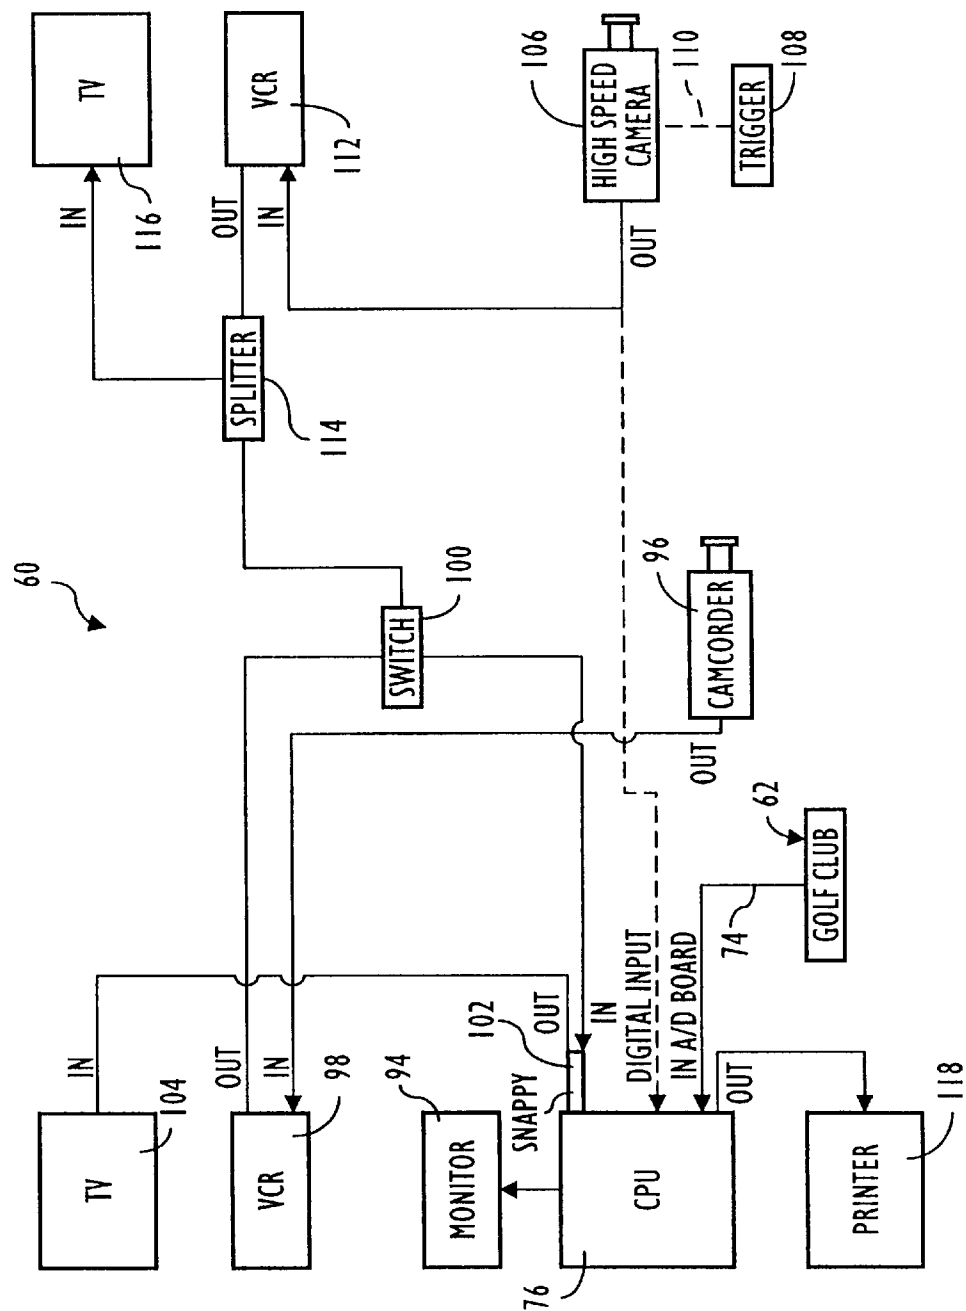 60
TV
116
IN
VCR
112
OUT
IN
SPLITTER
114
HIGH SPEED
CAMERA
106
OUT
110
TRIGGER
108
SWITCH
100
CAMCORDER
96
OUT
GOLF CLUB
62
74
TV
104
IN
VCR
98
OUT
IN
MONITOR
94
SNAPPY
102
OUT
IN
DIGITAL INPUT
IN A/D BOARD
OUT
CPU
76
PRINTER
118